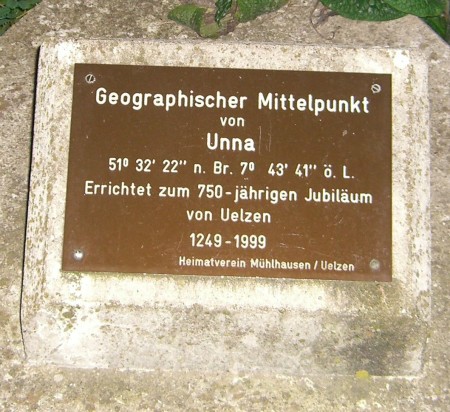 Geographischer Mittelpunkt
von
Unna
51º 32' 22" n. Br. 7º 43' 41" ö. L.
Errichtet zum 750-jährigen Jubiläum
von Uelzen
1249-1999
Heimatverein Mühlhausen/Uelzen